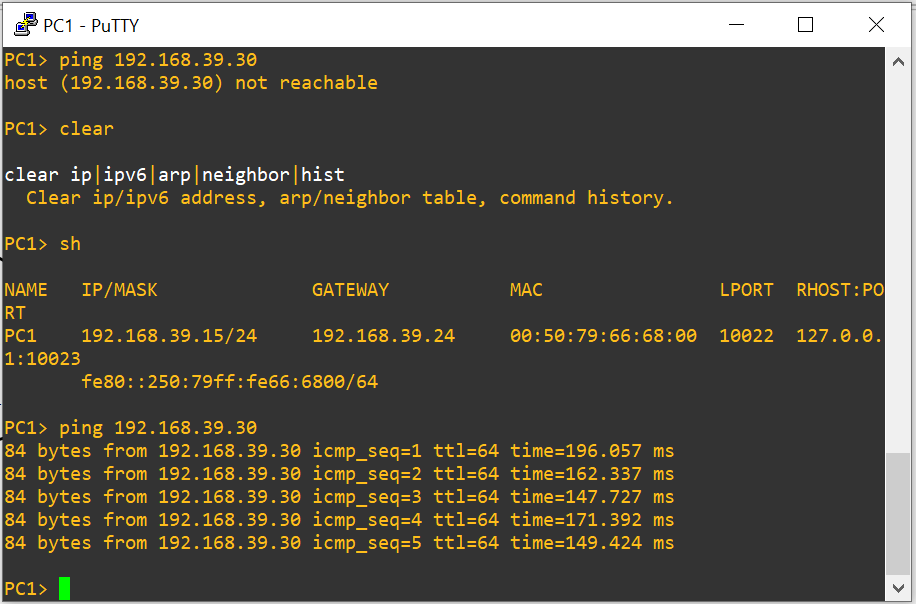 PC1 - PuTTY
PC1> ping 192.168.39.30
host (192.168.39.30) not reachable
PC1> clear
clear ip|ipv6|arp|neighbor|hist
  Clear ip/ipv6 address, arp/neighbor table, command history.
PC1> sh
NAME   IP/MASK              GATEWAY           MAC                LPORT  RHOST:PO
RT
PC1    192.168.39.15/24     192.168.39.24     00:50:79:66:68:00  10022  127.0.0.
1:10023
       fe80::250:79ff:fe66:6800/64
PC1> ping 192.168.39.30
84 bytes from 192.168.39.30 icmp_seq=1 ttl=64 time=196.057 ms
84 bytes from 192.168.39.30 icmp_seq=2 ttl=64 time=162.337 ms
84 bytes from 192.168.39.30 icmp_seq=3 ttl=64 time=147.727 ms
84 bytes from 192.168.39.30 icmp_seq=4 ttl=64 time=171.392 ms
84 bytes from 192.168.39.30 icmp_seq=5 ttl=64 time=149.424 ms
PC1>